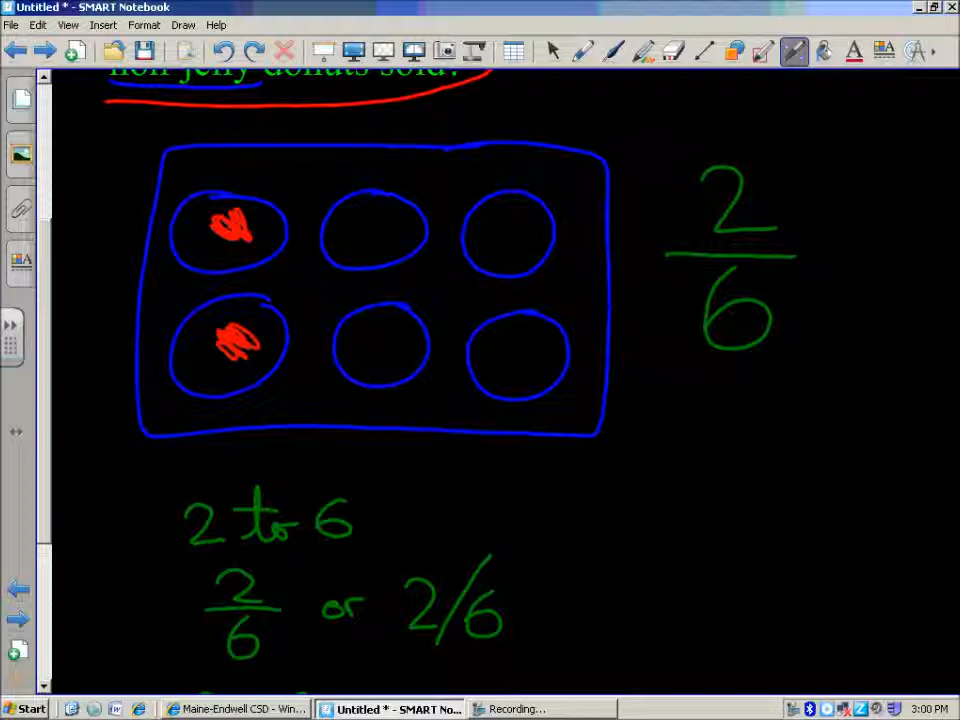 Untitled * - SMART Notebook
File Edit View Insert Format Draw Help
non jelly donuts sold?
2
6
2 to 6
2
6
or 2/6
Start
Maine-Endwell CSD - Win...
Untitled * - SMART No...
Recording...
3:00 PM